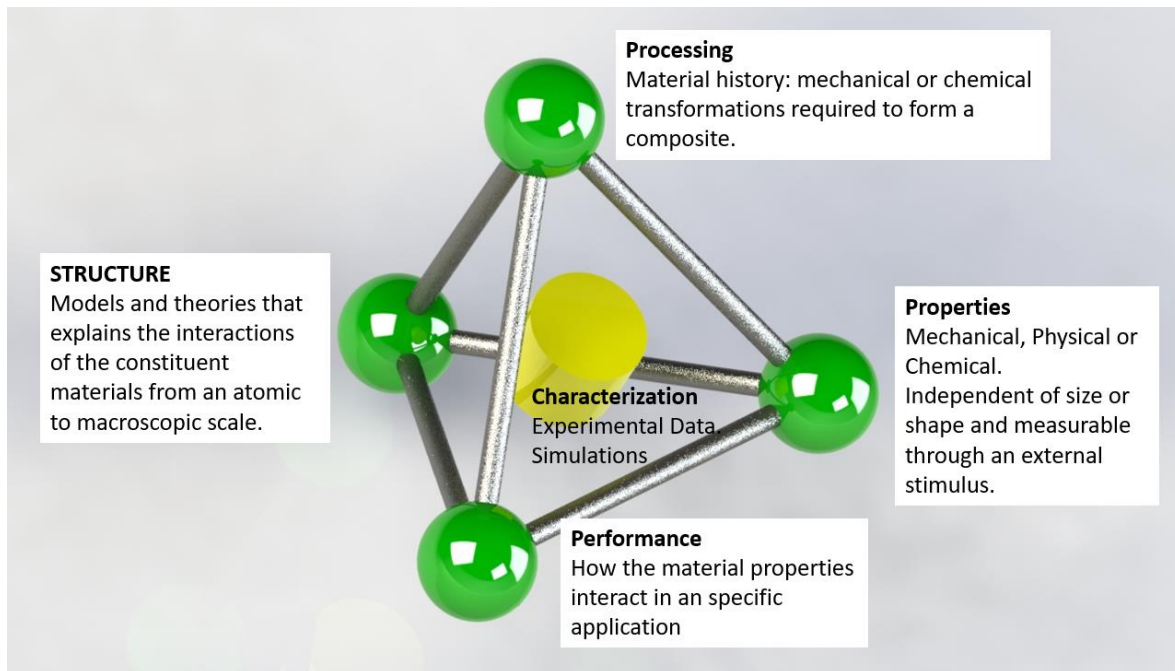 Processing
Material history: mechanical or chemical
transformations required to form a
composite.
STRUCTURE
Models and theories that
explains the interactions
of the constituent
materials from an atomic
to macroscopic scale.
Properties
Mechanical, Physical or
Chemical.
Independent of size or
shape and measurable
through an external
stimulus.
Characterization
Experimental Data.
Simulations
Performance
How the material properties
interact in an specific
application